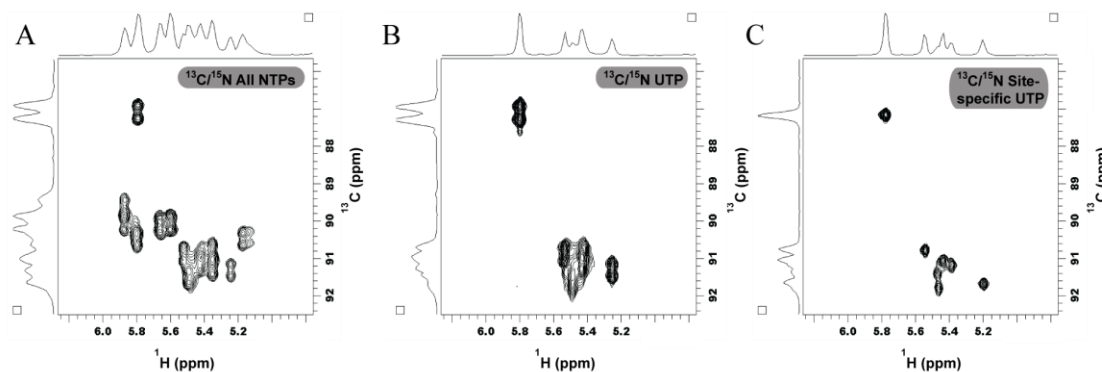 A
B
C
13C/15N All NTPs
13C/15N UTP
13C/15N Site-
specific UTP
88
89
90
91
92
13C (ppm)
88
89
90
91
92
13C (ppm)
88
89
90
91
92
13C (ppm)
6.0 5.8 5.6 5.4 5.2
1H (ppm)
6.0 5.8 5.6 5.4 5.2
1H (ppm)
6.0 5.8 5.6 5.4 5.2
1H (ppm)